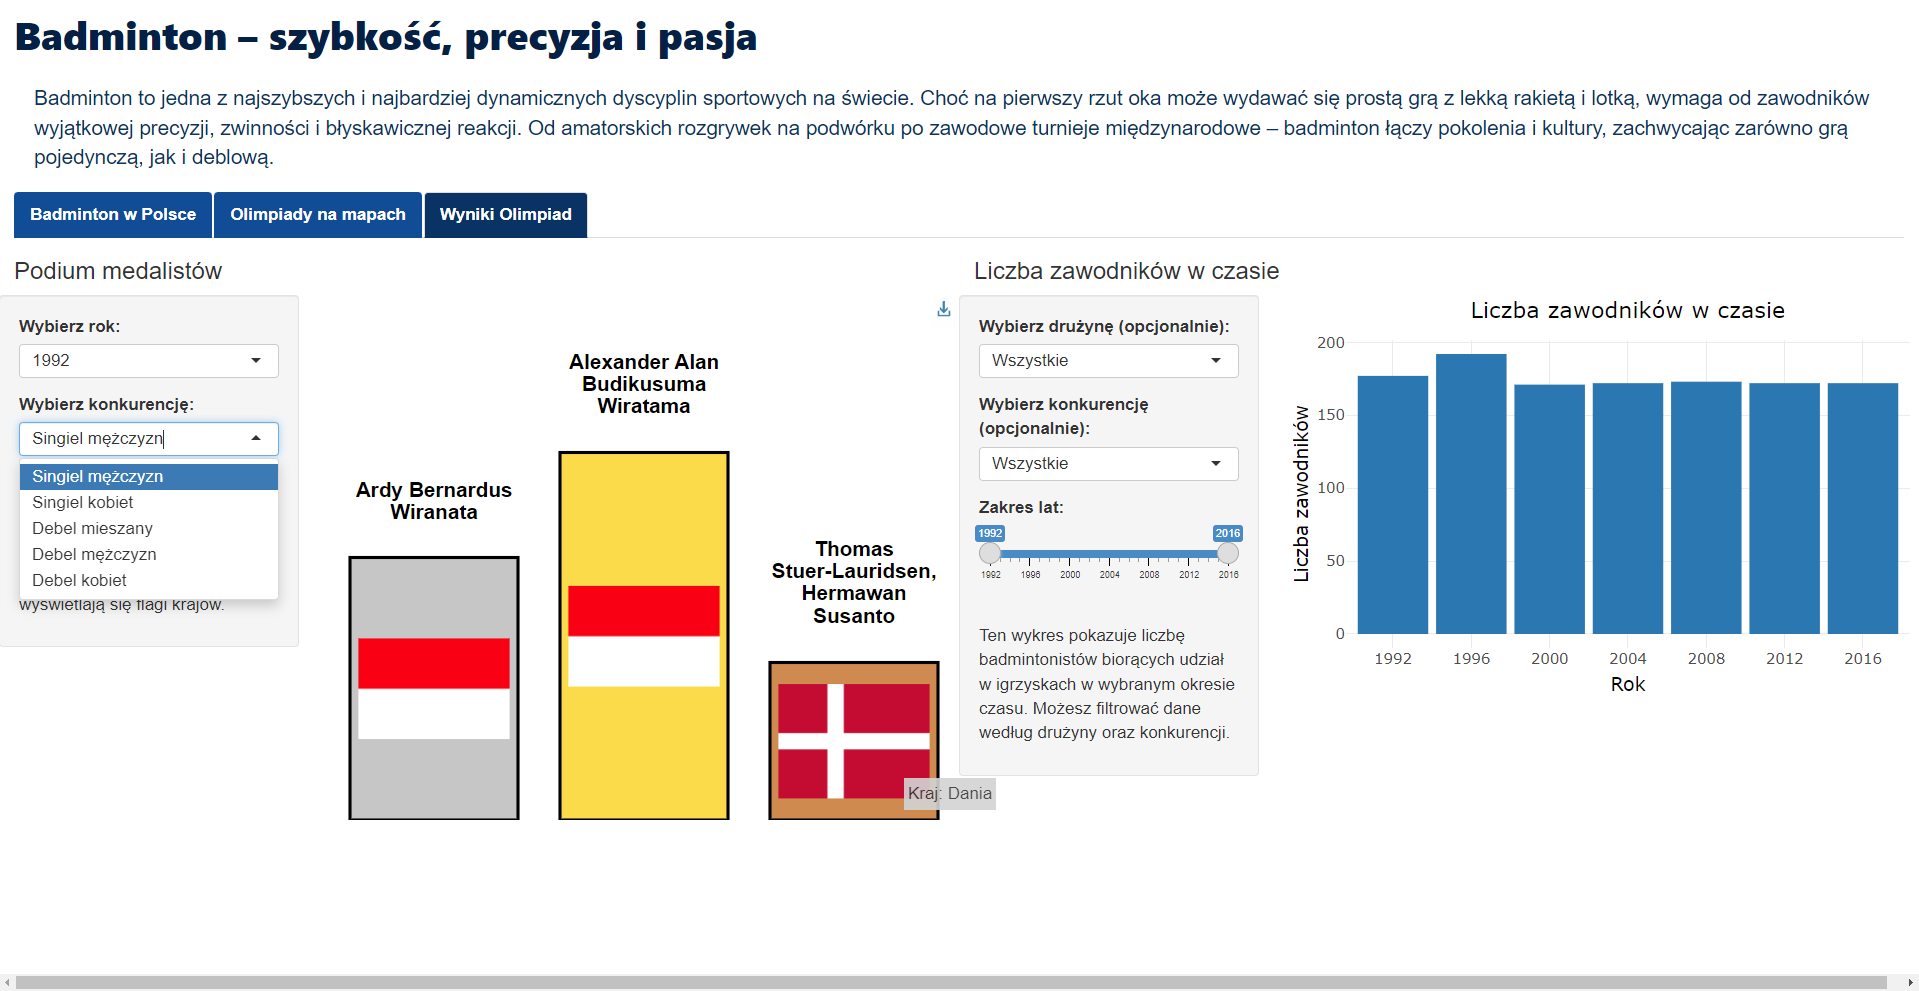 Badminton – szybkość, precyzja i pasja
Badminton to jedna z najszybszych i najbardziej dynamicznych dyscyplin sportowych na świecie. Choć na pierwszy rzut oka może wydawać się prostą grą z lekką rakietą i lotką, wymaga od zawodników
wyjątkowej precyzji, zwinności i błyskawicznej reakcji. Od amatorskich rozgrywek na podwórku po zawodowe turnieje międzynarodowe – badminton łączy pokolenia i kultury, zachwycając zarówno grą
pojedynczą, jak i deblową.
Badminton w Polsce
Olimpiady na mapach
Wyniki Olimpiad
Podium medalistów
Wybierz rok:
1992
Wybierz konkurencję:
Singiel mężczyzn
Singiel mężczyzn
Singiel kobiet
Debel mieszany
Debel mężczyzn
Debel kobiet
wyświetlają się flagi krajów.
Ardy Bernardus
Wiranata
Alexander Alan
Budikusuma
Wiratama
Thomas
Stuer-Lauridsen,
Hermawan
Susanto
Kraj: Dania
Liczba zawodników w czasie
Wybierz drużynę (opcjonalnie):
Wszystkie
Wybierz konkurencję
(opcjonalnie):
Wszystkie
Zakres lat:
1992
2016
1992 1996 2000 2004 2008 2012 2016
Ten wykres pokazuje liczbę
badmintonistów biorących udział
w igrzyskach w wybranym okresie
czasu. Możesz filtrować dane
według drużyny oraz konkurencji.
Liczba zawodników w czasie
Liczba zawodników
200
150
100
50
0
1992 1996 2000 2004 2008 2012 2016
Rok